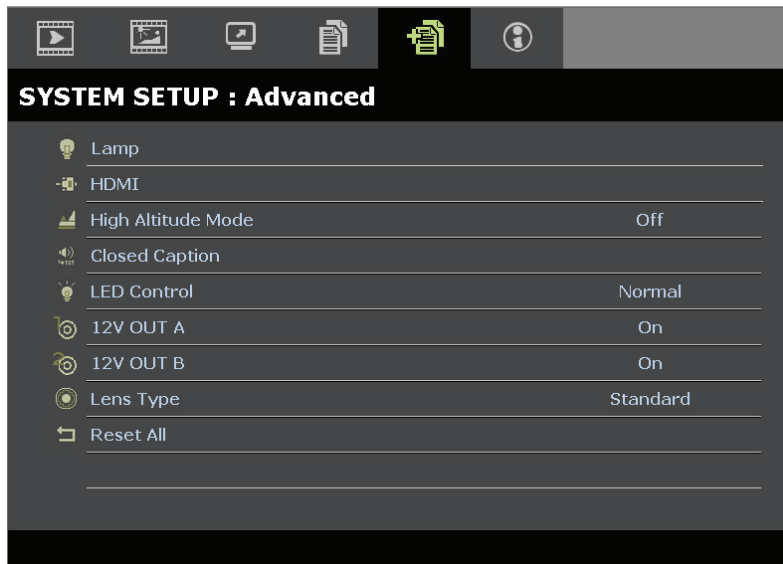 SYSTEM SETUP : Advanced
Lamp
HDMI
High Altitude Mode Off
Closed Caption
LED Control Normal
12V OUT A On
12V OUT B On
Lens Type Standard
Reset All